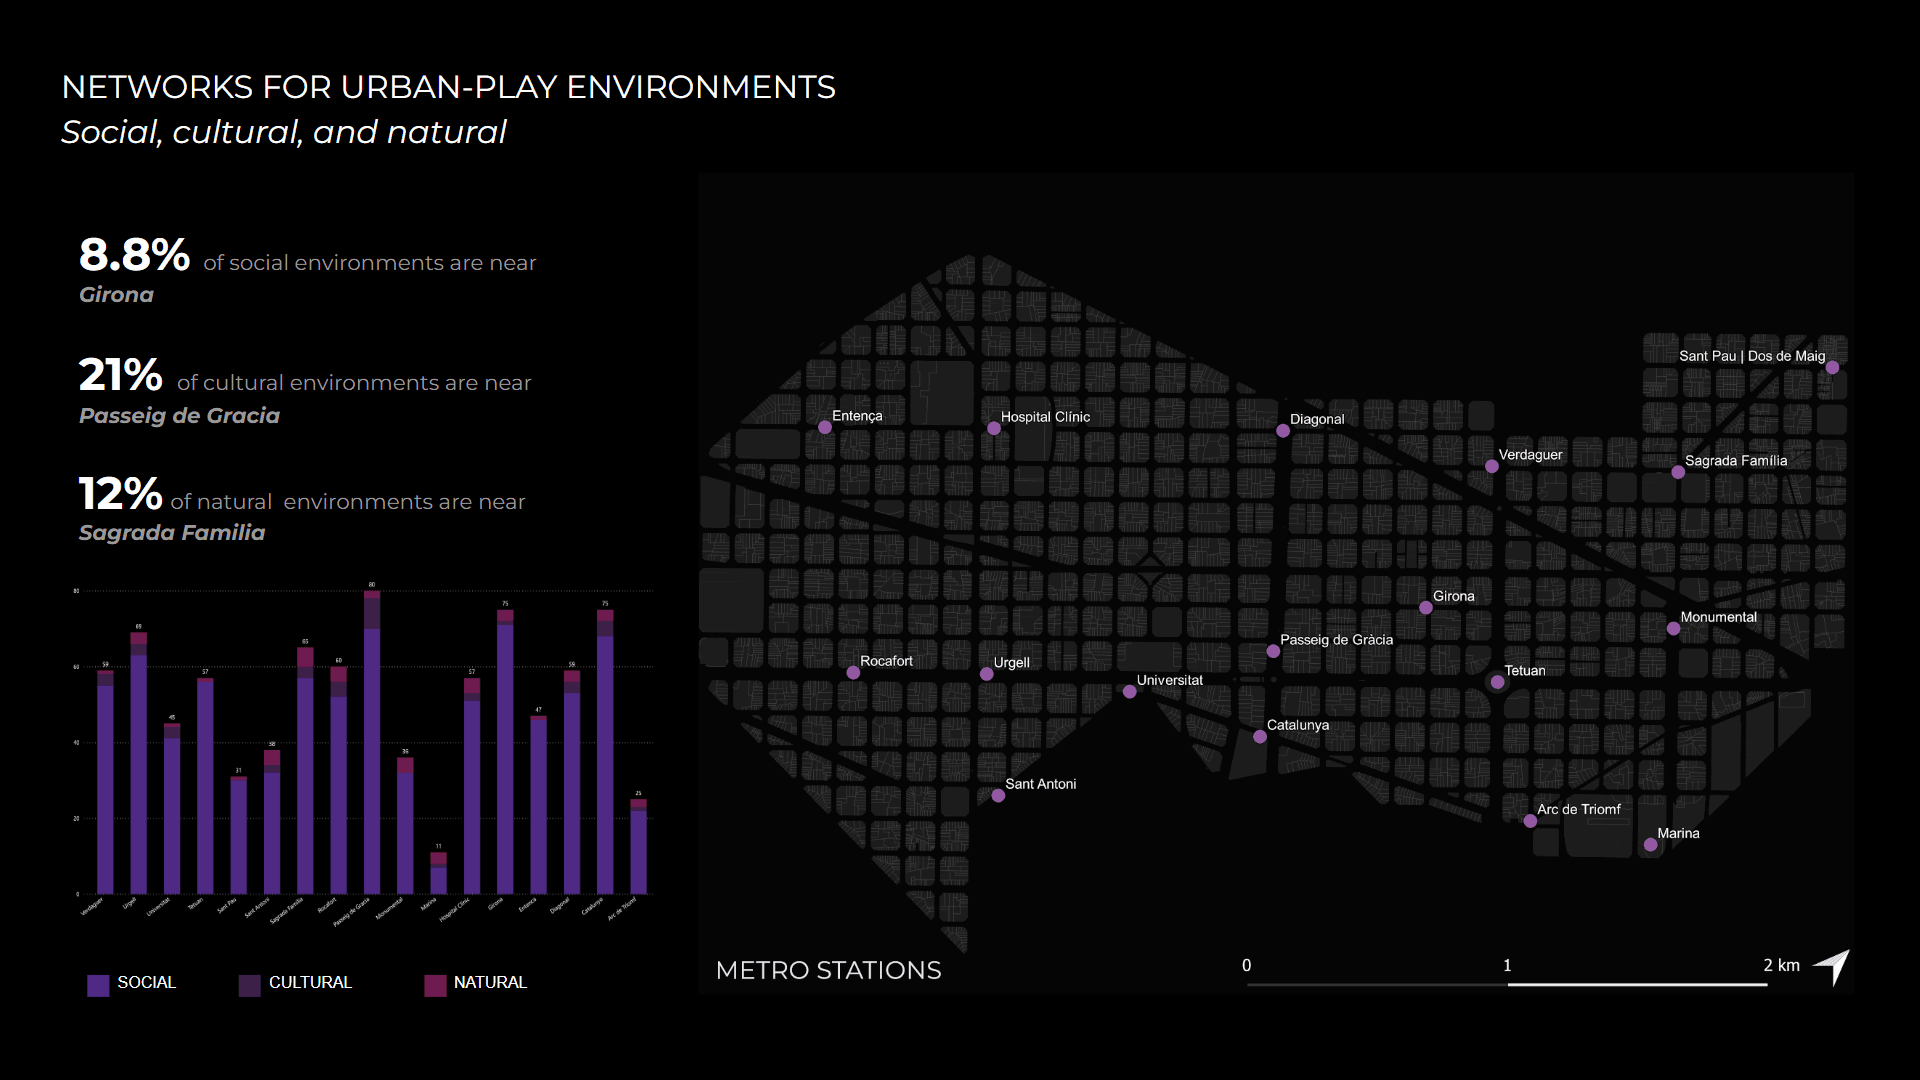 NETWORKS FOR URBAN-PLAY ENVIRONMENTS
Social, cultural, and natural
8.8% of social environments are near
Girona
21% of cultural environments are near
Passeig de Gracia
12% of natural environments are near
Sagrada Familia
80
60
40
20
0
59
69
45
57
31
38
65
60
80
36
11
57
75
47
59
75
25
Verdaguer
Urgell
Universitat
Tetuan
Sant Pau
Sant Antoni
Sagrada Familia
Rocafort
Passeig de Gracia
Monumental
Marina
Hospital Clinic
Girona
Entenca
Diagonal
Catalunya
Arc de Triomf
SOCIAL
CULTURAL
NATURAL
Sant Pau | Dos de Maig
Entença
Hospital Clínic
Diagonal
Verdaguer
Sagrada Família
Girona
Monumental
Passeig de Gràcia
Rocafort
Urgell
Tetuan
Universitat
Catalunya
Sant Antoni
Arc de Triomf
Marina
METRO STATIONS
0 1 2 km